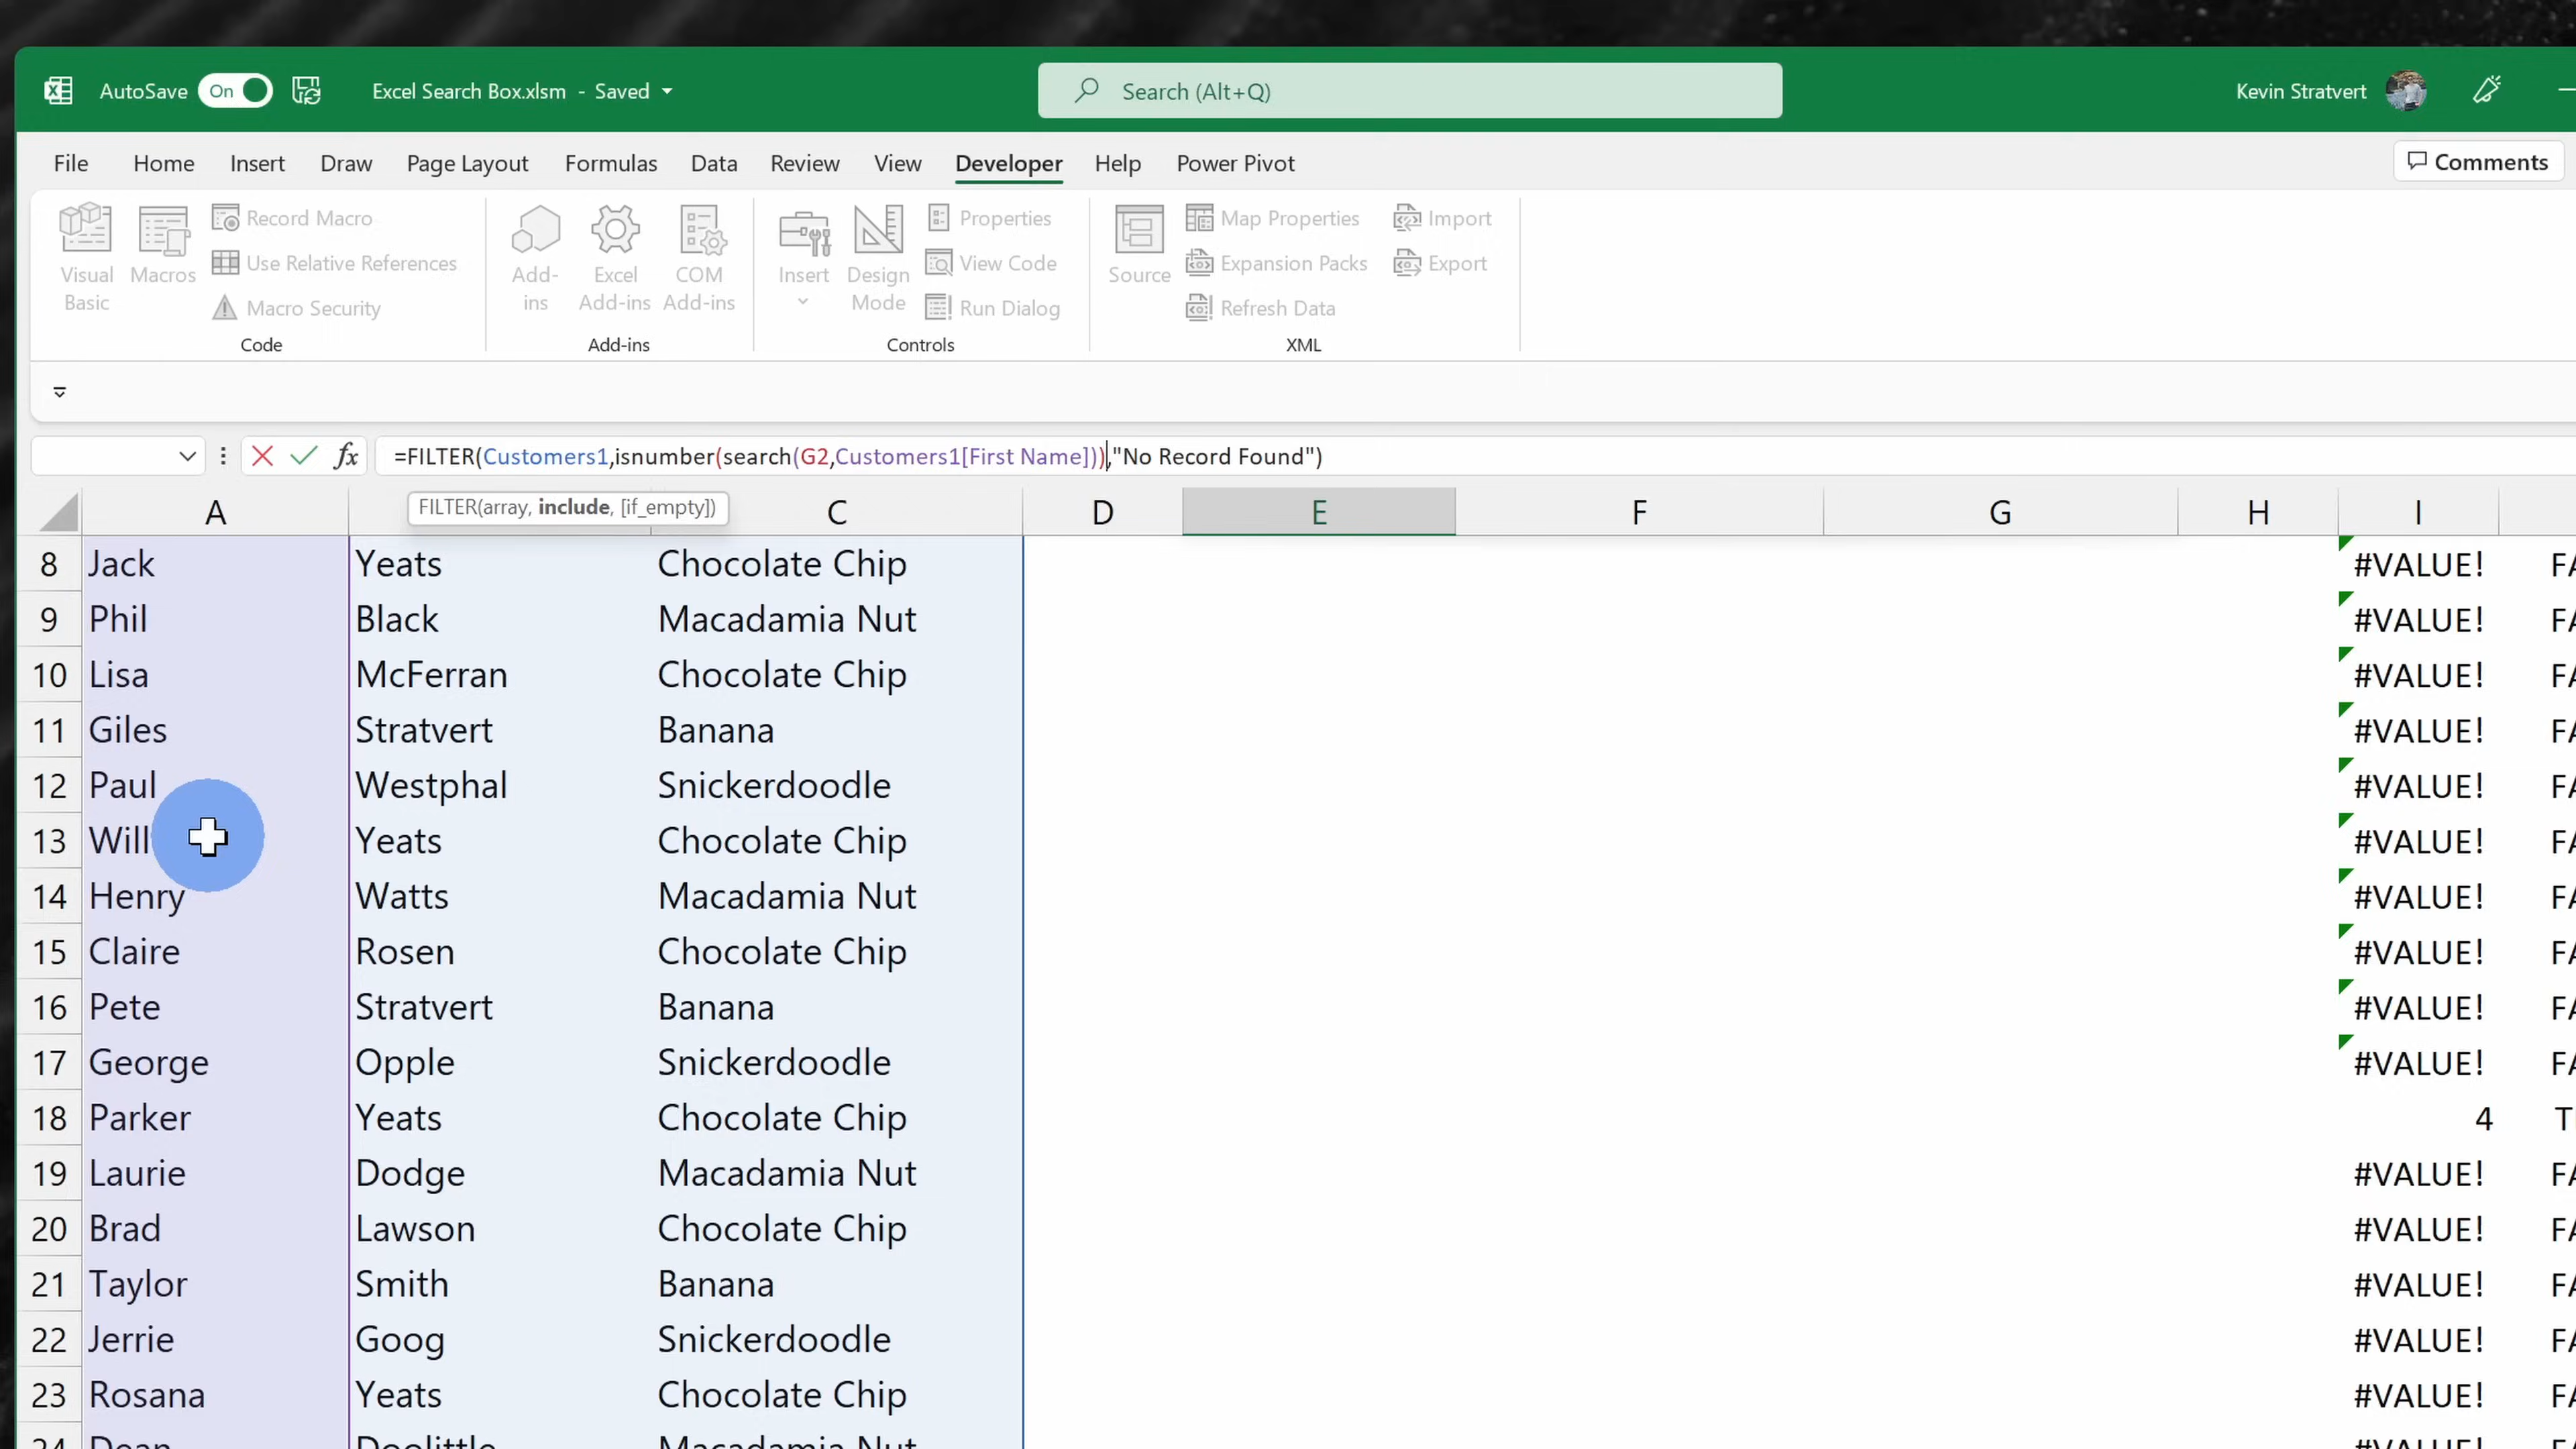 AutoSave On Excel Search Box.xlsm - Saved Search (Alt+Q) Kevin Stratvert
File Home Insert Draw Page Layout Formulas Data Review View Developer Help Power Pivot Comments
Visual Basic Macros Record Macro Use Relative References Macro Security Code
Add-ins Excel Add-ins COM Add-ins Add-ins
Insert Design Mode Properties View Code Run Dialog Controls
Source Map Properties Expansion Packs Refresh Data Import Export XML
fx =FILTER(Customers1,isnumber(search(G2,Customers1[First Name])),"No Record Found")
FILTER(array, include, [if_empty])
A C D E F G H I
8 Jack Yeats Chocolate Chip #VALUE!
9 Phil Black Macadamia Nut #VALUE!
10 Lisa McFerran Chocolate Chip #VALUE!
11 Giles Stratvert Banana #VALUE!
12 Paul Westphal Snickerdoodle #VALUE!
13 Will Yeats Chocolate Chip #VALUE!
14 Henry Watts Macadamia Nut #VALUE!
15 Claire Rosen Chocolate Chip #VALUE!
16 Pete Stratvert Banana #VALUE!
17 George Opple Snickerdoodle #VALUE!
18 Parker Yeats Chocolate Chip 4
19 Laurie Dodge Macadamia Nut #VALUE!
20 Brad Lawson Chocolate Chip #VALUE!
21 Taylor Smith Banana #VALUE!
22 Jerrie Goog Snickerdoodle #VALUE!
23 Rosana Yeats Chocolate Chip #VALUE!